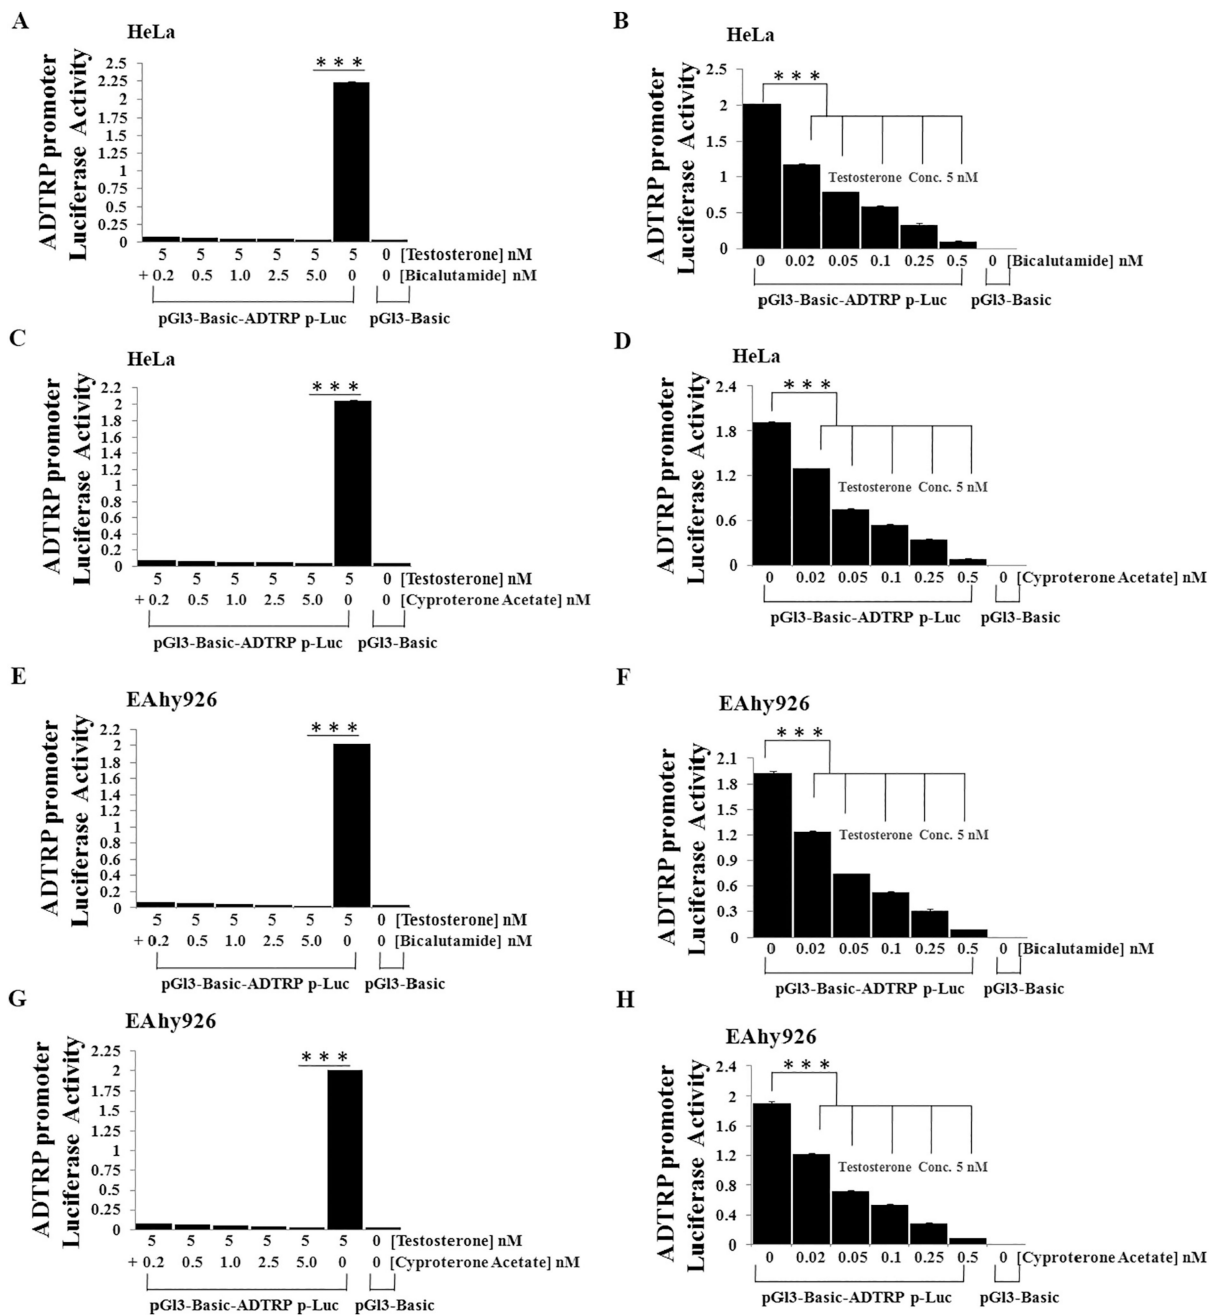 A
HeLa
ADTRP promoter
Luciferase Activity
2.5
2.25
2
1.75
1.5
1.25
1
0.75
0.5
0.25
0
* * *
5 5 5 5 5 5 0 [Testosterone] nM
+ 0.2 0.5 1.0 2.5 5.0 0 0 [Bicalutamide] nM
pGl3-Basic-ADTRP p-Luc pGl3-Basic
B
HeLa
ADTRP promoter
Luciferase Activity
2.5
2
1.5
1
0.5
0
* * *
Testosterone Conc. 5 nM
0 0.02 0.05 0.1 0.25 0.5 0 [Bicalutamide] nM
pGl3-Basic-ADTRP p-Luc pGl3-Basic
C
HeLa
ADTRP promoter
Luciferase Activity
2.2
2
1.8
1.6
1.4
1.2
1
0.8
0.6
0.4
0.2
0
* * *
5 5 5 5 5 5 0 [Testosterone] nM
+ 0.2 0.5 1.0 2.5 5.0 0 0 [Cyproterone Acetate] nM
pGl3-Basic-ADTRP p-Luc pGl3-Basic
D
HeLa
ADTRP promoter
Luciferase Activity
2.4
1.8
1.2
0.6
0
* * *
Testosterone Conc. 5 nM
0 0.02 0.05 0.1 0.25 0.5 0 [Cyproterone Acetate] nM
pGl3-Basic-ADTRP p-Luc pGl3-Basic
E
EAhy926
ADTRP promoter
Luciferase Activity
2.2
2
1.8
1.6
1.4
1.2
1
0.8
0.6
0.4
0.2
0
* * *
5 5 5 5 5 5 0 [Testosterone] nM
+ 0.2 0.5 1.0 2.5 5.0 0 0 [Bicalutamide] nM
pGl3-Basic-ADTRP p-Luc pGl3-Basic
F
EAhy926
ADTRP promoter
Luciferase Activity
2.1
1.8
1.5
1.2
0.9
0.6
0.3
0
* * *
Testosterone Conc. 5 nM
0 0.02 0.05 0.1 0.25 0.5 0 [Bicalutamide] nM
pGl3-Basic-ADTRP p-Luc pGl3-Basic
G
EAhy926
ADTRP promoter
Luciferase Activity
2.25
2
1.75
1.5
1.25
1
0.75
0.5
0.25
0
* * *
5 5 5 5 5 5 0 [Testosterone] nM
+ 0.2 0.5 1.0 2.5 5.0 0 0 [Cyproterone Acetate] nM
pGl3-Basic-ADTRP p-Luc pGl3-Basic
H
EAhy926
ADTRP promoter
Luciferase Activity
2.4
2
1.6
1.2
0.8
0.4
0
* * *
Testosterone Conc. 5 nM
0 0.02 0.05 0.1 0.25 0.5 0 [Cyproterone Acetate] nM
pGl3-Basic-ADTRP p-Luc pGl3-Basic